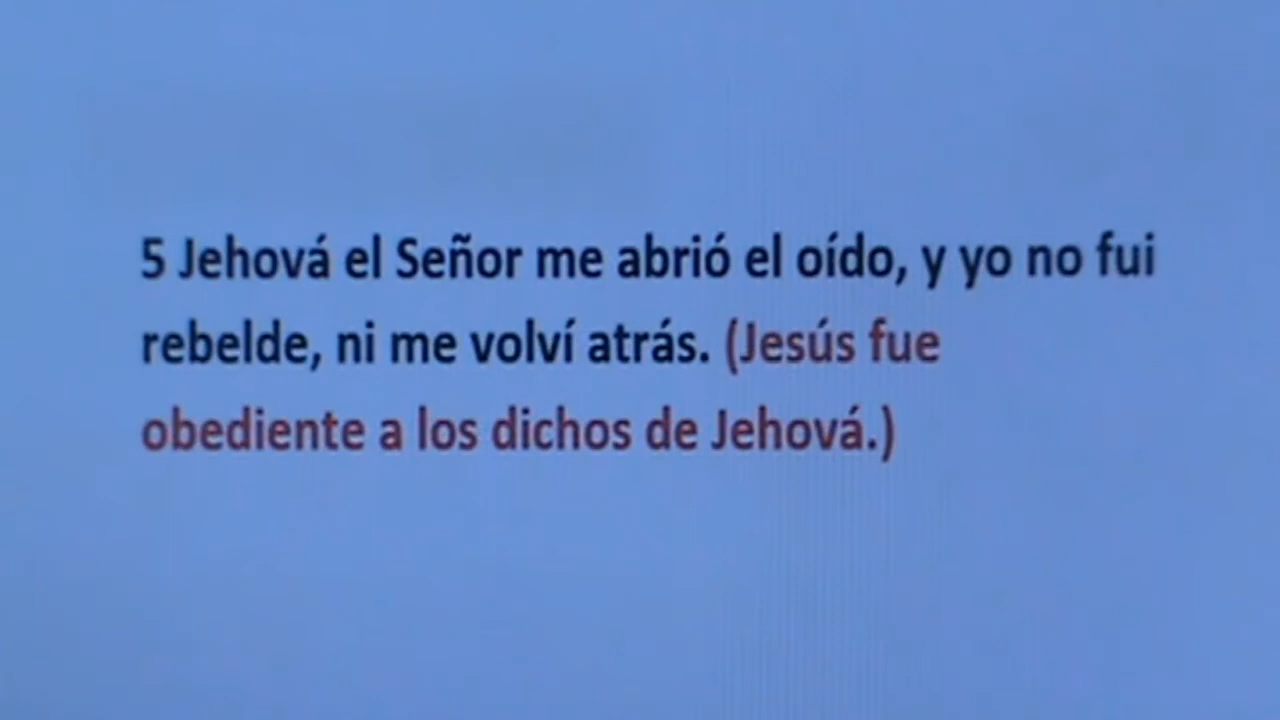 5 Jehová el Señor me abrió el oído, y yo no fui
rebelde, ni me volví atrás. (Jesús fue
obediente a los dichos de Jehová.)